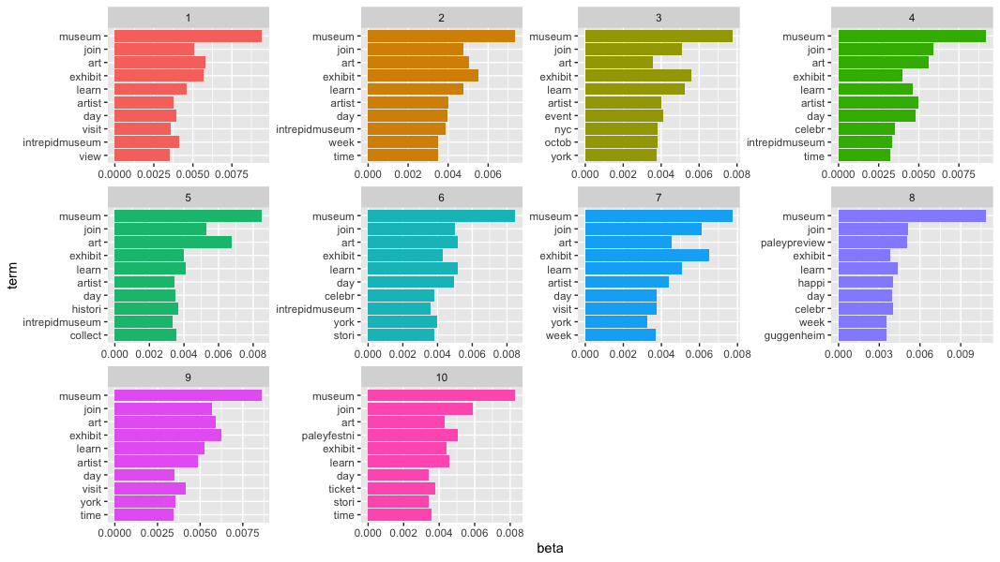 1
museum
join
art
exhibit
learn
artist
day
visit
intrepidmuseum
view
0.0000 0.0025 0.0050 0.0075
2
museum
join
art
exhibit
learn
artist
day
intrepidmuseum
week
time
0.000 0.002 0.004 0.006
3
museum
join
art
exhibit
learn
artist
event
nyc
octob
york
0.000 0.002 0.004 0.006 0.008
4
museum
join
art
exhibit
learn
artist
day
celebr
intrepidmuseum
time
0.0000 0.0025 0.0050 0.0075
5
museum
join
art
exhibit
learn
artist
day
histori
intrepidmuseum
collect
0.000 0.002 0.004 0.006 0.008
6
museum
join
art
exhibit
learn
day
celebr
intrepidmuseum
york
stori
0.000 0.002 0.004 0.006 0.008
7
museum
join
art
exhibit
learn
artist
day
visit
york
week
0.000 0.002 0.004 0.006 0.008
8
museum
join
paleypreview
exhibit
learn
happi
day
celebr
week
guggenheim
0.000 0.003 0.006 0.009
9
museum
join
art
exhibit
learn
artist
day
visit
york
time
0.0000 0.0025 0.0050 0.0075
10
museum
join
art
paleyfestni
exhibit
learn
day
ticket
stori
time
0.000 0.002 0.004 0.006 0.008
term
beta